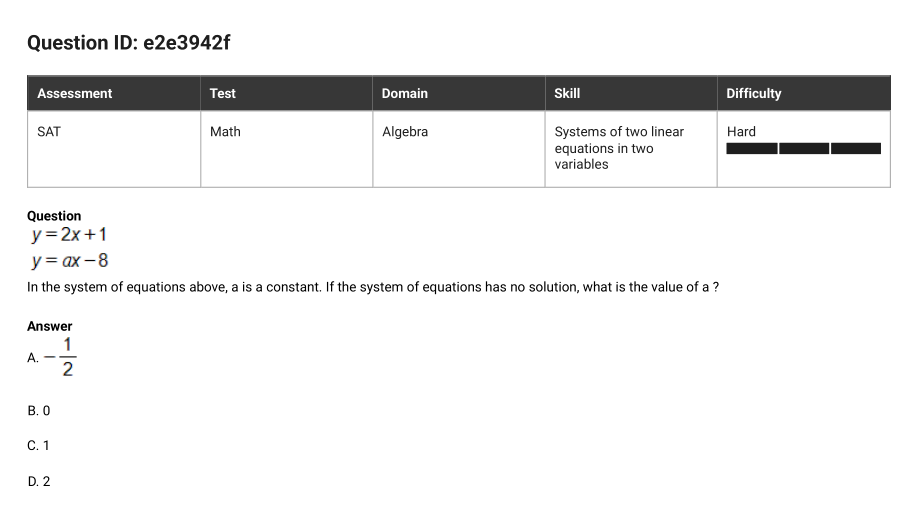 Question ID: e2e3942f
Assessment Test Domain Skill Difficulty
SAT Math Algebra Systems of two linear equations in two variables Hard
Question
y = 2x + 1
y = ax – 8
In the system of equations above, a is a constant. If the system of equations has no solution, what is the value of a ?
Answer
A. –1/2
B. 0
C. 1
D. 2